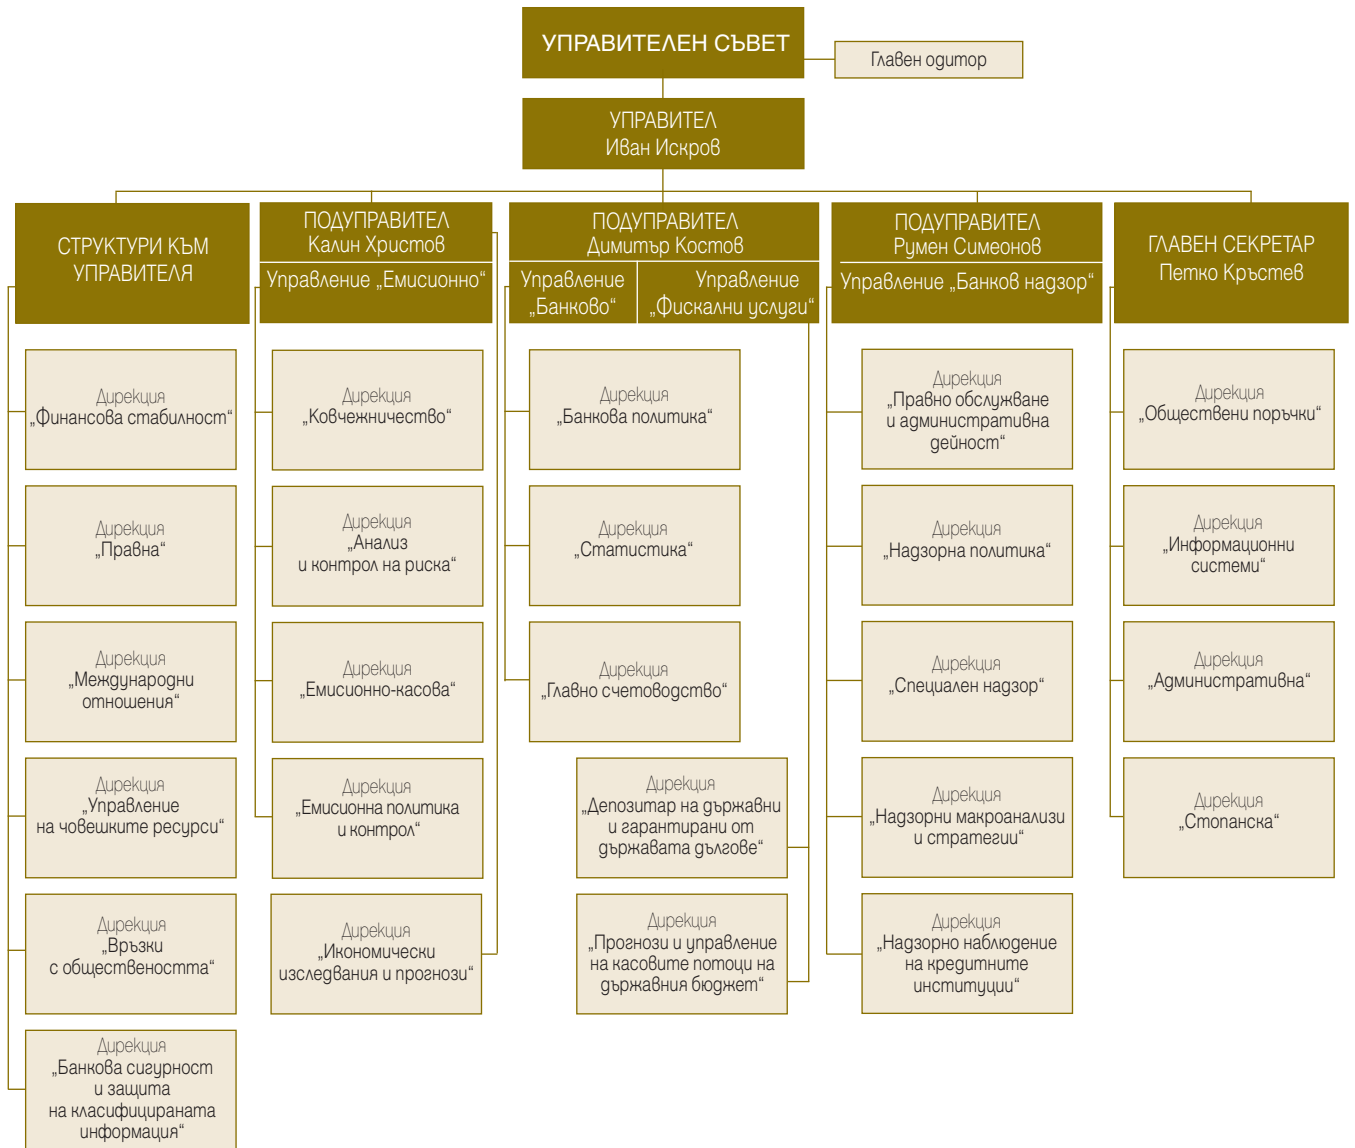 УПРАВИТЕЛЕН СЪВЕТ
Главен одитор
УПРАВИТЕЛ
Иван Искров
СТРУКТУРИ КЪМ
УПРАВИТЕЛЯ
ПОДУПРАВИТЕЛ
Калин Христов
Управление „Емисионно“
ПОДУПРАВИТЕЛ
Димитър Костов
Управление
„Банково“
Управление
„Фискални услуги“
ПОДУПРАВИТЕЛ
Румен Симеонов
Управление „Банков надзор“
ГЛАВЕН СЕКРЕТАР
Петко Кръстев
Дирекция
„Финансова стабилност“
Дирекция
„Правна“
Дирекция
„Международни
отношения“
Дирекция
„Управление
на човешките ресурси“
Дирекция
„Връзки
с обществеността“
Дирекция
„Банкова сигурност
и защита
на класифицираната
информация“
Дирекция
„Ковчежничество“
Дирекция
„Анализ
и контрол на риска“
Дирекция
„Емисионно-касова“
Дирекция
„Емисионна политика
и контрол“
Дирекция
„Икономически
изследвания и прогнози“
Дирекция
„Банкова политика“
Дирекция
„Статистика“
Дирекция
„Главно счетоводство“
Дирекция
„Депозитар на държавни
и гарантирани от
държавата дългове“
Дирекция
„Прогнози и управление
на касовите потоци на
държавния бюджет“
Дирекция
„Правно обслужване
и административна
дейност“
Дирекция
„Надзорна политика“
Дирекция
„Специален надзор“
Дирекция
„Надзорни макроанализи
и стратегии“
Дирекция
„Надзорно наблюдение
на кредитните
институции“
Дирекция
„Обществени поръчки“
Дирекция
„Информационни
системи“
Дирекция
„Административна“
Дирекция
„Стопанска“